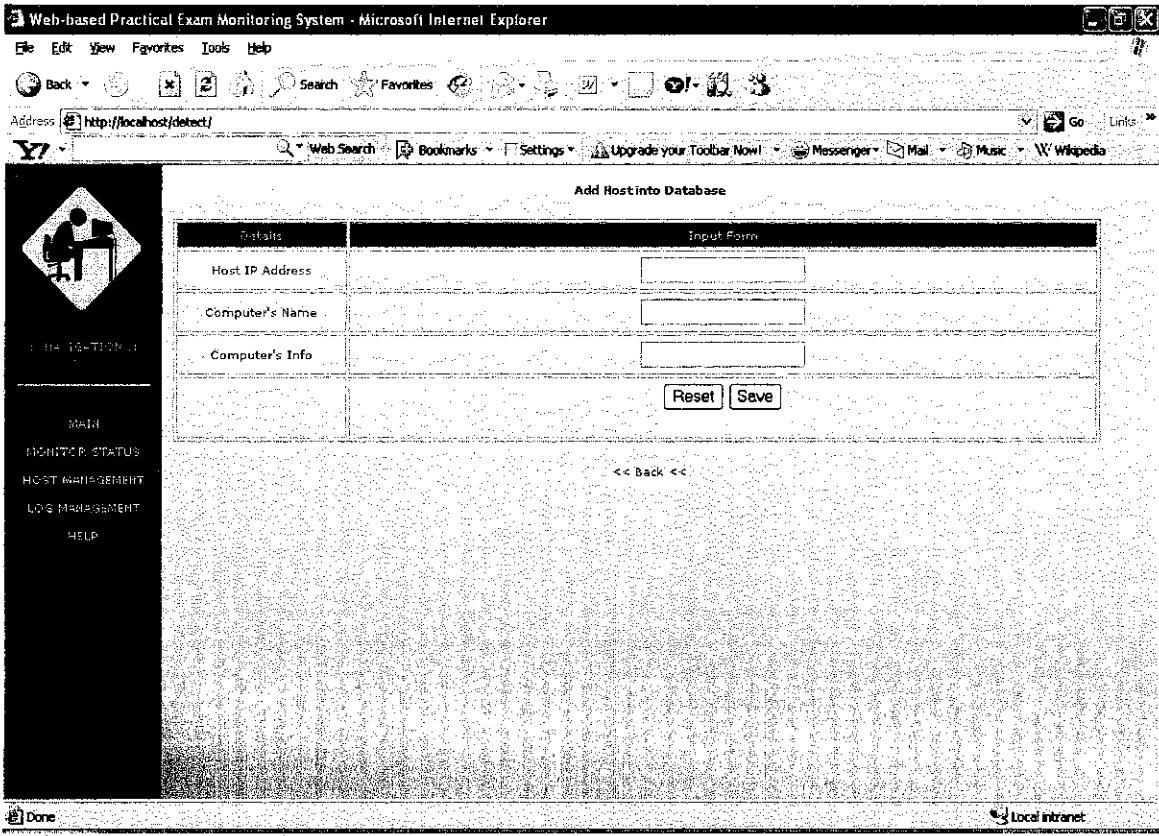 Web-based Practical Exam Monitoring System - Microsoft Internet Explorer
File Edit View Favorites Tools Help
Back Search Favorites
Address http://localhost/detect/ Go Links »
Y! Web Search Bookmarks Settings Upgrade your Toolbar Now! Messenger Mail Music W Wikipedia
Add Host into Database
Details Input Form
Host IP Address
Computer's Name
Computer's Info
Reset Save
<< Back <<
:: NAVIGATION ::
MAIN
MONITOR STATUS
HOST MANAGEMENT
LOG MANAGEMENT
HELP
Done Local intranet